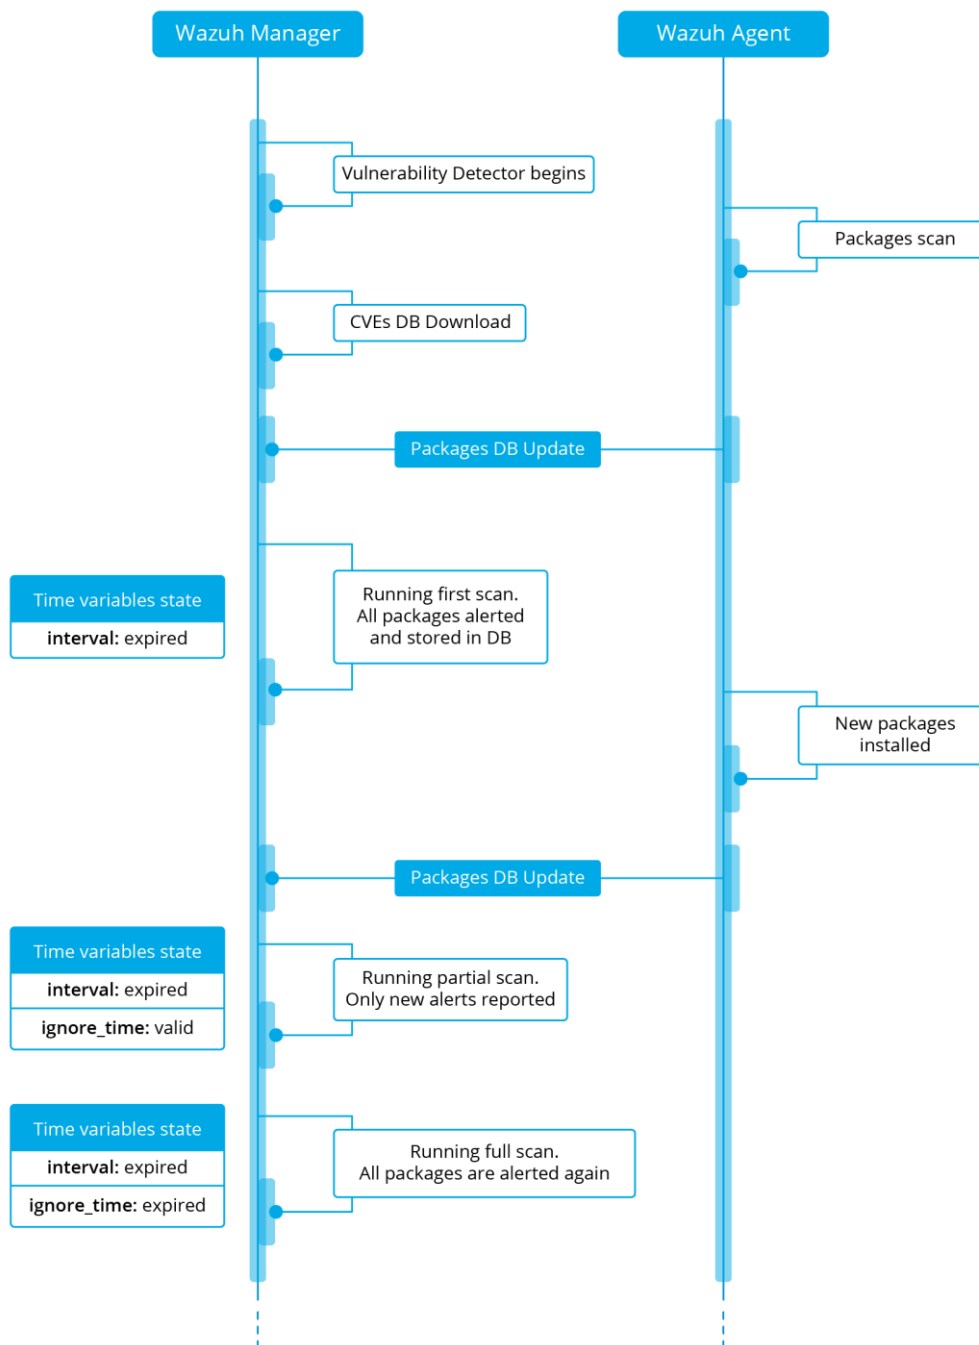 Wazuh Manager
Wazuh Agent
Vulnerability Detector begins
Packages scan
CVEs DB Download
Packages DB Update
Time variables state
interval: expired
Running first scan.
All packages alerted
and stored in DB
New packages
installed
Packages DB Update
Time variables state
interval: expired
ignore_time: valid
Running partial scan.
Only new alerts reported
Time variables state
interval: expired
ignore_time: expired
Running full scan.
All packages are alerted again